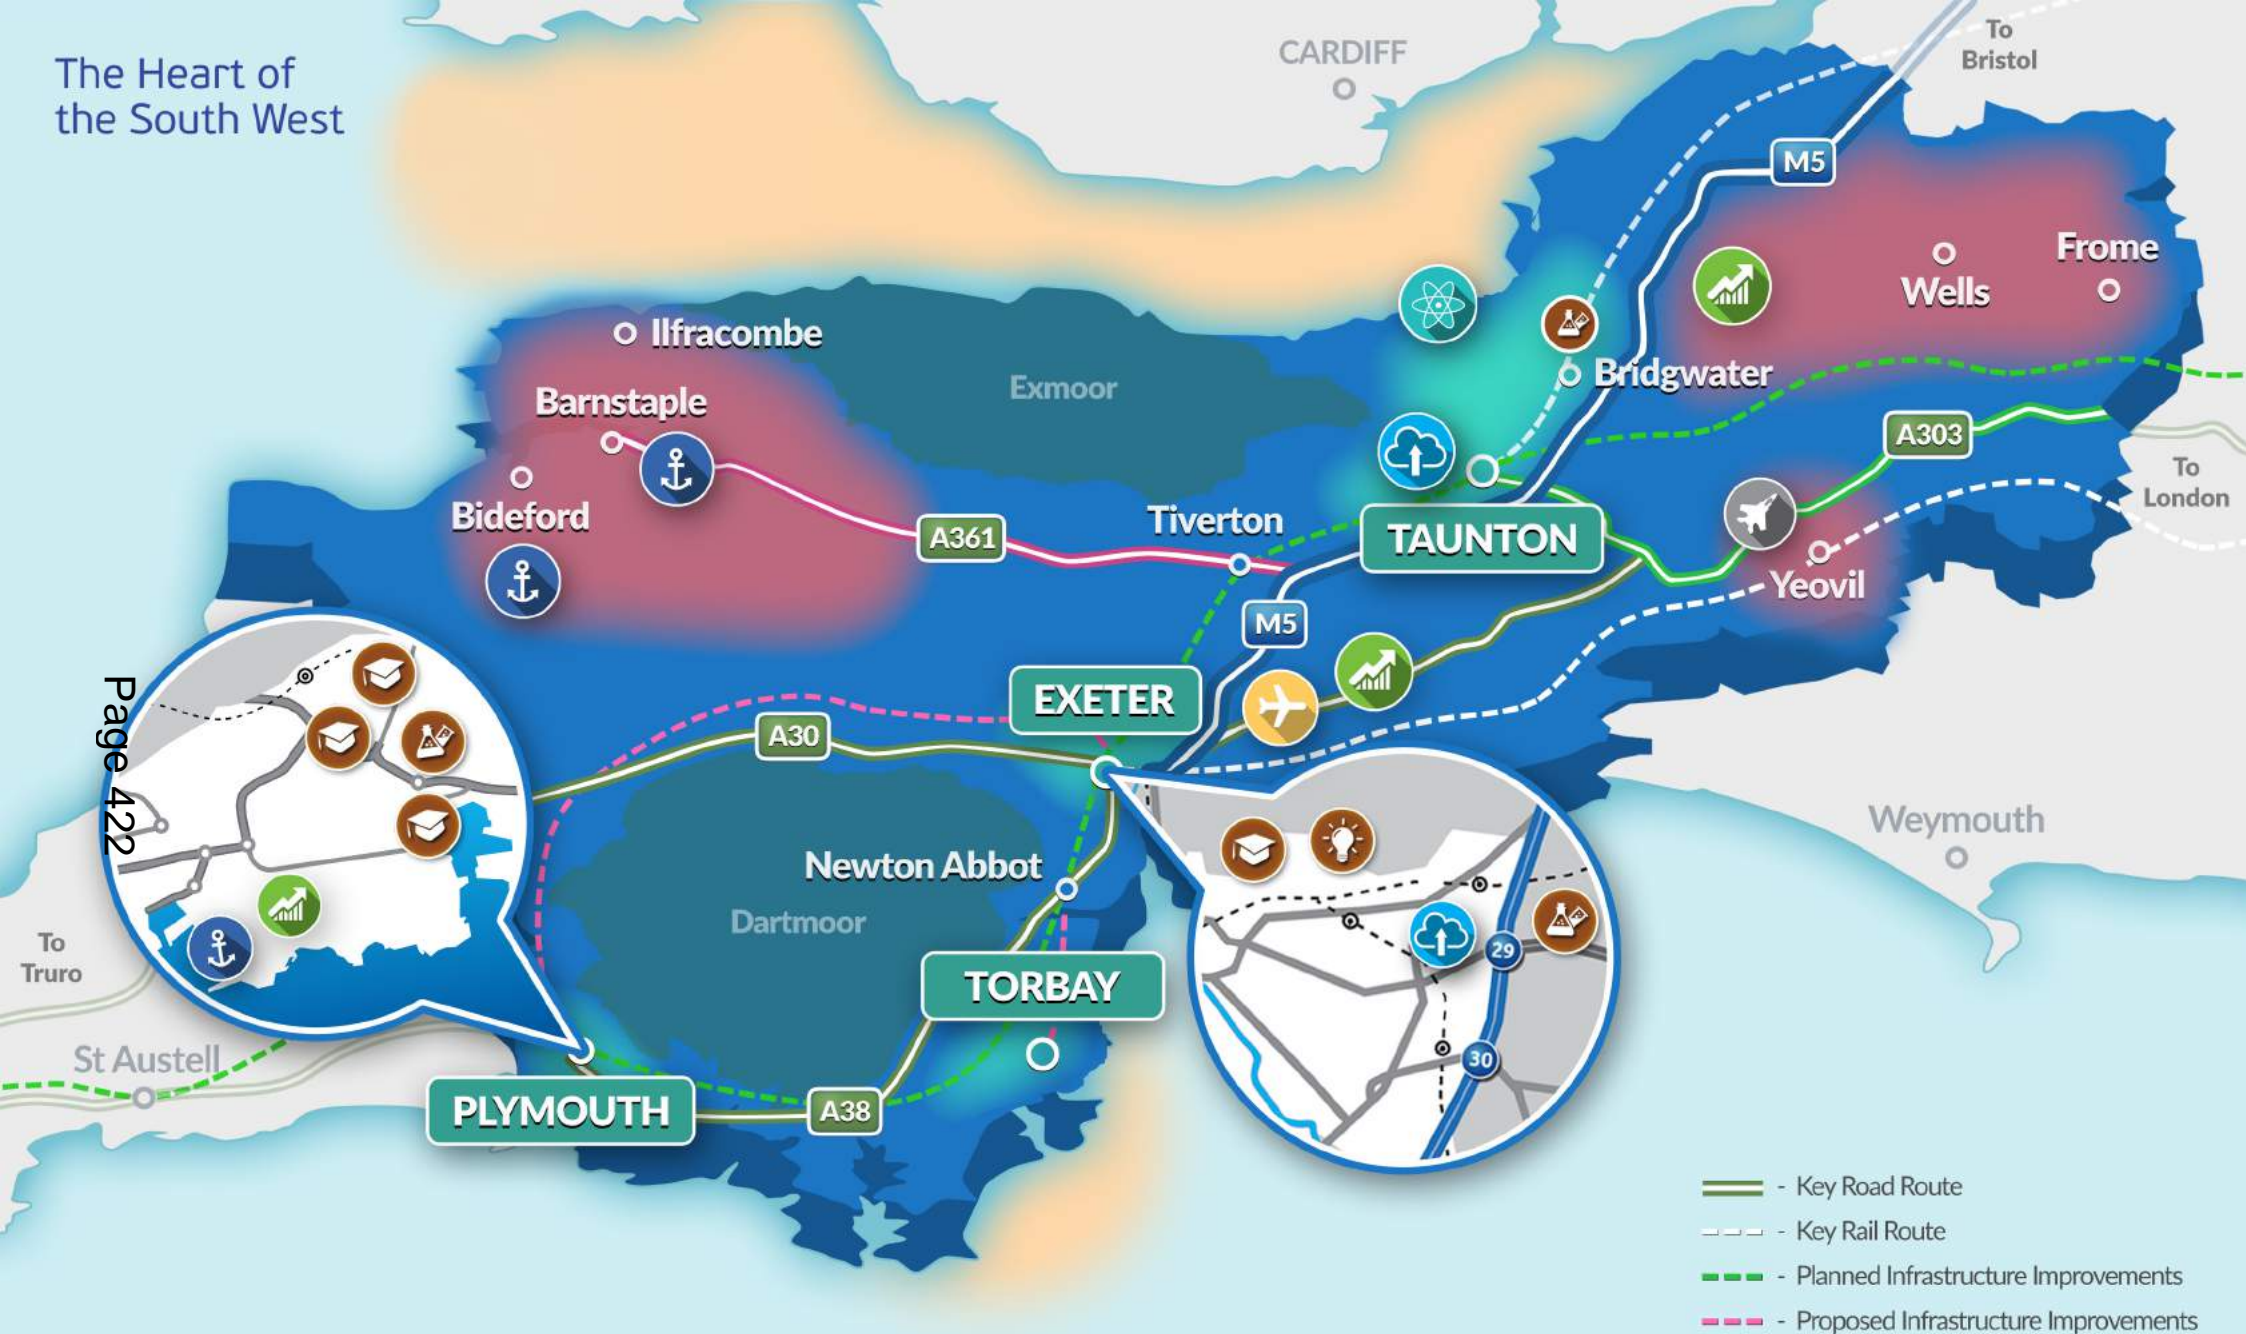 The Heart of
the South West
CARDIFF
To
Bristol
M5
Frome
Wells
Ilfracombe
Exmoor
Bridgwater
Barnstaple
A303
To
London
Bideford
Tiverton
A361
TAUNTON
Yeovil
M5
EXETER
A30
Page 422
Weymouth
Newton Abbot
Dartmoor
To
Truro
29
TORBAY
30
St Austell
PLYMOUTH
A38
- Key Road Route
- Key Rail Route
- Planned Infrastructure Improvements
- Proposed Infrastructure Improvements